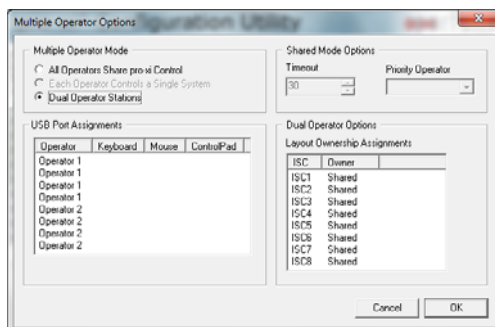 Configuration Utility
Multiple Operator Options
Multiple Operator Mode
All Operators Share pro-xi Control
Each Operator Controls a Single System
Dual Operator Stations
Shared Mode Options
Timeout
Priority Operator
30
USB Port Assignments
Operator Keyboard Mouse ControlPad
Operator 1
Operator 1
Operator 1
Operator 1
Operator 2
Operator 2
Operator 2
Operator 2
Dual Operator Options
Layout Ownership Assignments
ISC Owner
ISC1 Shared
ISC2 Shared
ISC3 Shared
ISC4 Shared
ISC5 Shared
ISC6 Shared
ISC7 Shared
ISC8 Shared
Cancel OK